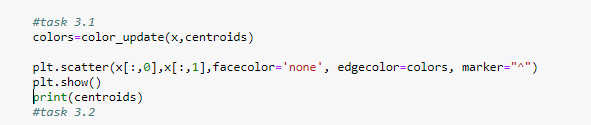 #task 3.1
colors=color_update(x,centroids)
plt.scatter(x[:,0],x[:,1],facecolor='none', edgecolor=colors, marker="^")
plt.show()
print(centroids)
#task 3.2